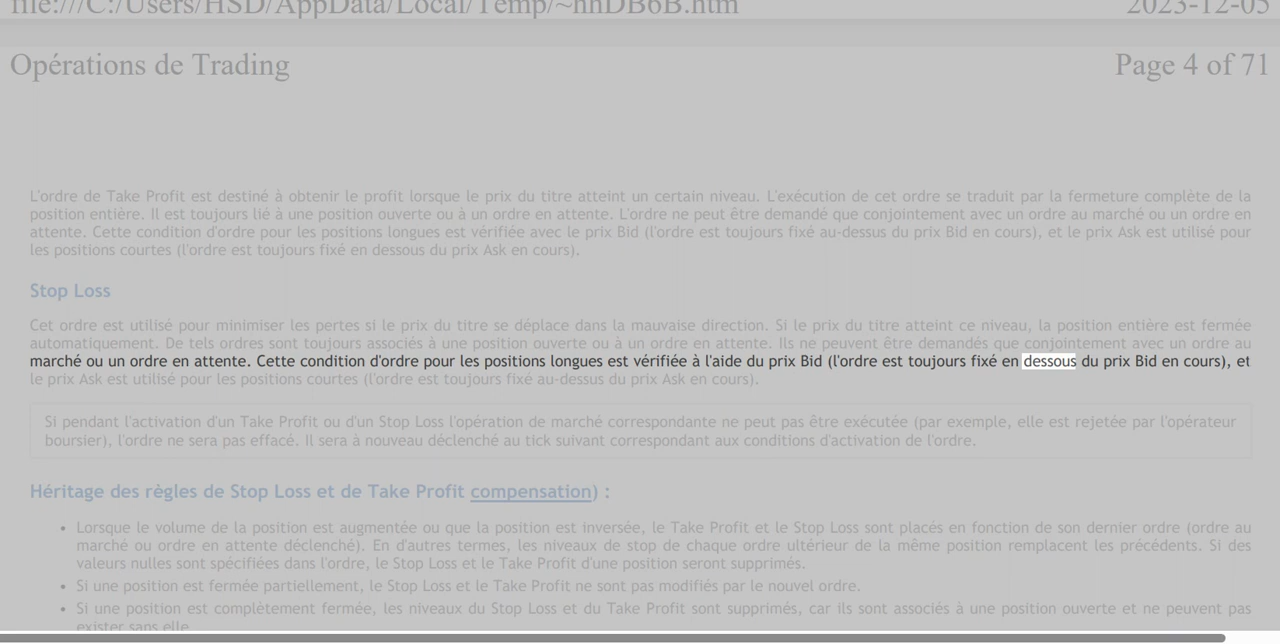 file:///C:/Users/HSD/AppData/Local/Temp/~hhDB6B.htm 2023-12-05
Opérations de Trading Page 4 of 71
L'ordre de Take Profit est destiné à obtenir le profit lorsque le prix du titre atteint un certain niveau. L'exécution de cet ordre se traduit par la fermeture complète de la
position entière. Il est toujours lié à une position ouverte ou à un ordre en attente. L'ordre ne peut être demandé que conjointement avec un ordre au marché ou un ordre en
attente. Cette condition d'ordre pour les positions longues est vérifiée avec le prix Bid (l'ordre est toujours fixé au-dessus du prix Bid en cours), et le prix Ask est utilisé pour
les positions courtes (l'ordre est toujours fixé en dessous du prix Ask en cours).
Stop Loss
Cet ordre est utilisé pour minimiser les pertes si le prix du titre se déplace dans la mauvaise direction. Si le prix du titre atteint ce niveau, la position entière est fermée
automatiquement. De tels ordres sont toujours associés à une position ouverte ou à un ordre en attente. Ils ne peuvent être demandés que conjointement avec un ordre au
marché ou un ordre en attente. Cette condition d'ordre pour les positions longues est vérifiée à l'aide du prix Bid (l'ordre est toujours fixé en dessous du prix Bid en cours), et
le prix Ask est utilisé pour les positions courtes (l'ordre est toujours fixé au-dessus du prix Ask en cours).
Si pendant l'activation d'un Take Profit ou d'un Stop Loss l'opération de marché correspondante ne peut pas être exécutée (par exemple, elle est rejetée par l'opérateur
boursier), l'ordre ne sera pas effacé. Il sera à nouveau déclenché au tick suivant correspondant aux conditions d'activation de l'ordre.
Héritage des règles de Stop Loss et de Take Profit compensation) :
• Lorsque le volume de la position est augmentée ou que la position est inversée, le Take Profit et le Stop Loss sont placés en fonction de son dernier ordre (ordre au
marché ou ordre en attente déclenché). En d'autres termes, les niveaux de stop de chaque ordre ultérieur de la même position remplacent les précédents. Si des
valeurs nulles sont spécifiées dans l'ordre, le Stop Loss et le Take Profit d'une position seront supprimés.
• Si une position est fermée partiellement, le Stop Loss et le Take Profit ne sont pas modifiés par le nouvel ordre.
• Si une position est complètement fermée, les niveaux du Stop Loss et du Take Profit sont supprimés, car ils sont associés à une position ouverte et ne peuvent pas
exister sans elle.